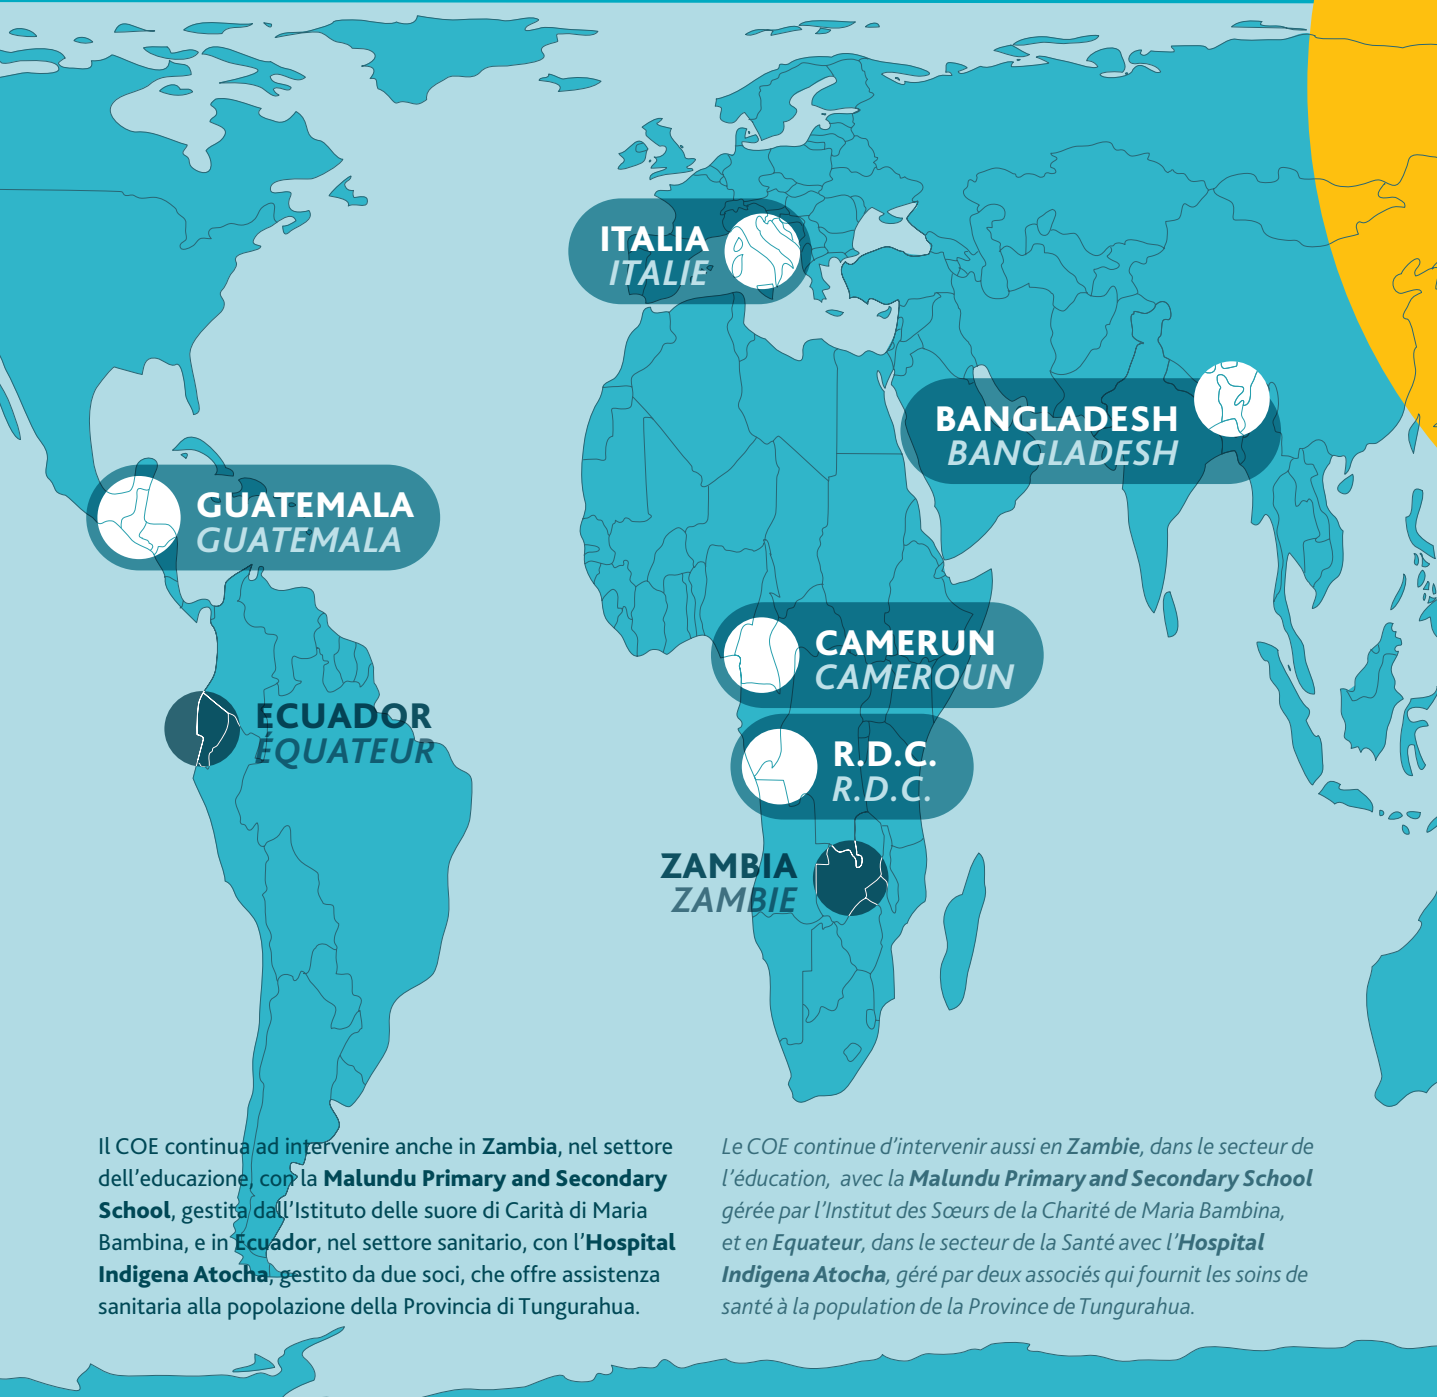 ITALIA
ITALIE
BANGLADESH
BANGLADESH
GUATEMALA
GUATEMALA
CAMERUN
CAMEROUN
ECUADOR
ÉQUATEUR
R.D.C.
R.D.C.
ZAMBIA
ZAMBIE
Il COE continua ad intervenire anche in Zambia, nel settore
dell’educazione, con la Malundu Primary and Secondary
School, gestita dall’Istituto delle suore di Carità di Maria
Bambina, e in Ecuador, nel settore sanitario, con l’Hospital
Indigena Atocha, gestito da due soci, che offre assistenza
sanitaria alla popolazione della Provincia di Tungurahua.
Le COE continue d’intervenir aussi en Zambie, dans le secteur de
l’éducation, avec la Malundu Primary and Secondary School
gérée par l’Institut des Sœurs de la Charité de Maria Bambina,
et en Equateur, dans le secteur de la Santé avec l’Hospital
Indigena Atocha, géré par deux associés qui fournit les soins de
santé à la population de la Province de Tungurahua.